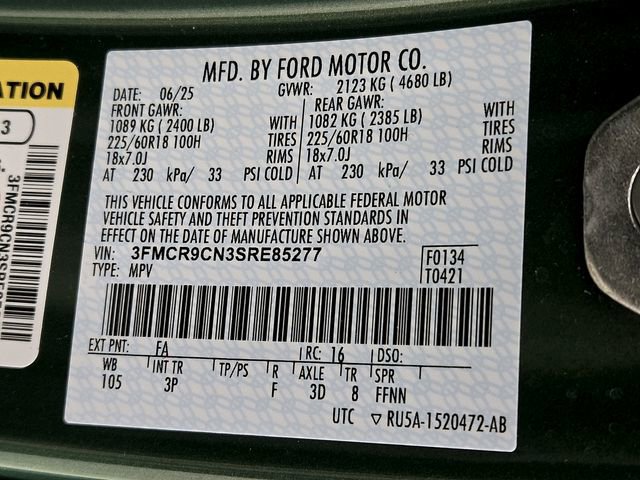 MFD. BY FORD MOTOR CO.
DATE: 06/25 GVWR: 2123 KG ( 4680 LB)
FRONT GAWR: REAR GAWR:
1089 KG ( 2400 LB) WITH 1082 KG ( 2385 LB) WITH
225/60R18 100H TIRES 225/60R18 100H TIRES
18x7.0J RIMS 18x7.0J RIMS
AT 230 kPa/ 33 PSI COLD AT 230 kPa/ 33 PSI COLD
THIS VEHICLE CONFORMS TO ALL APPLICABLE FEDERAL MOTOR
VEHICLE SAFETY AND THEFT PREVENTION STANDARDS IN
EFFECT ON THE DATE OF MANUFACTURE SHOWN ABOVE.
VIN: 3FMCR9CN3SRE85277 F0134
TYPE: MPV T0421
EXT PNT: FA RC: 16 DSO:
WB INT TR TP/PS R AXLE TR SPR
105 3P F 3D 8 FFNN
UTC ▽ RU5A-1520472-AB
3